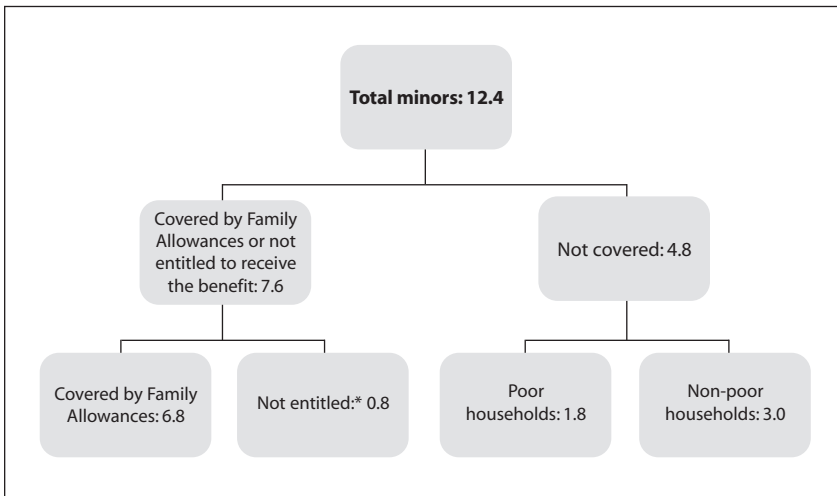 Total minors: 12.4
Covered by Family
Allowances or not
entitled to receive
the benefit: 7.6
Not covered: 4.8
Covered by Family
Allowances: 6.8
Not entitled:* 0.8
Poor
households: 1.8
Non-poor
households: 3.0